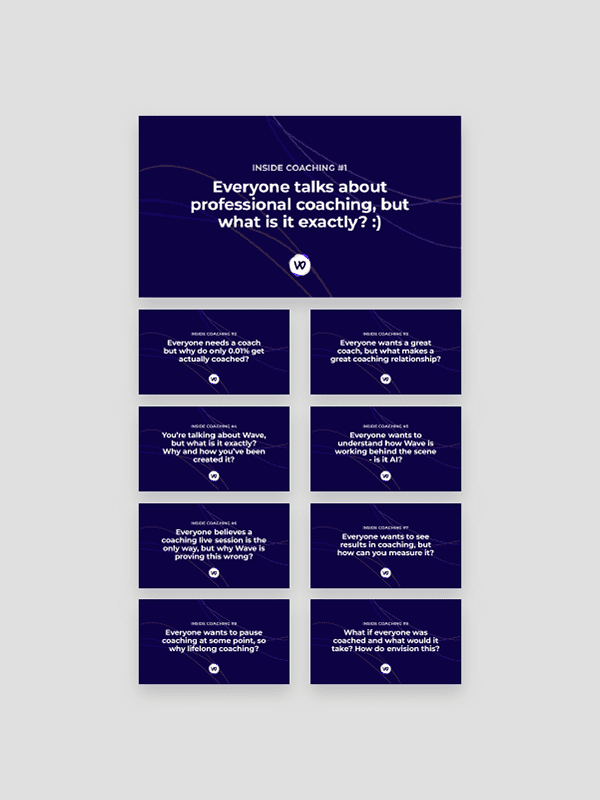 INSIDE COACHING #1
Everyone talks about
professional coaching, but
what is it exactly? :)
INSIDE COACHING #2
Everyone needs a coach
but why do only 0.01% get
actually coached?
INSIDE COACHING #3
Everyone wants a great
coach, but what makes a
great coaching relationship?
INSIDE COACHING #4
You're talking about Wave,
but what is it exactly?
Why and how you've been
created it?
INSIDE COACHING #5
Everyone wants to
understand how Wave is
working behind the scene
- is it AI?
INSIDE COACHING #6
Everyone believes a
coaching live session is the
only way, but why Wave is
proving this wrong?
INSIDE COACHING #7
Everyone wants to see
results in coaching, but
how can you measure it?
INSIDE COACHING #8
Everyone wants to pause
coaching at some point, so
why lifelong coaching?
INSIDE COACHING #9
What if everyone was
coached and what would it
take? How do envision this?